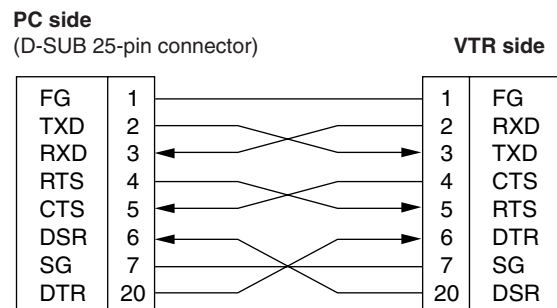 PC side
(D-SUB 25-pin connector) VTR side
FG 1 1 FG
TXD 2 2 RXD
RXD 3 3 TXD
RTS 4 4 CTS
CTS 5 5 RTS
DSR 6 6 DTR
SG 7 7 SG
DTR 20 20 DSR